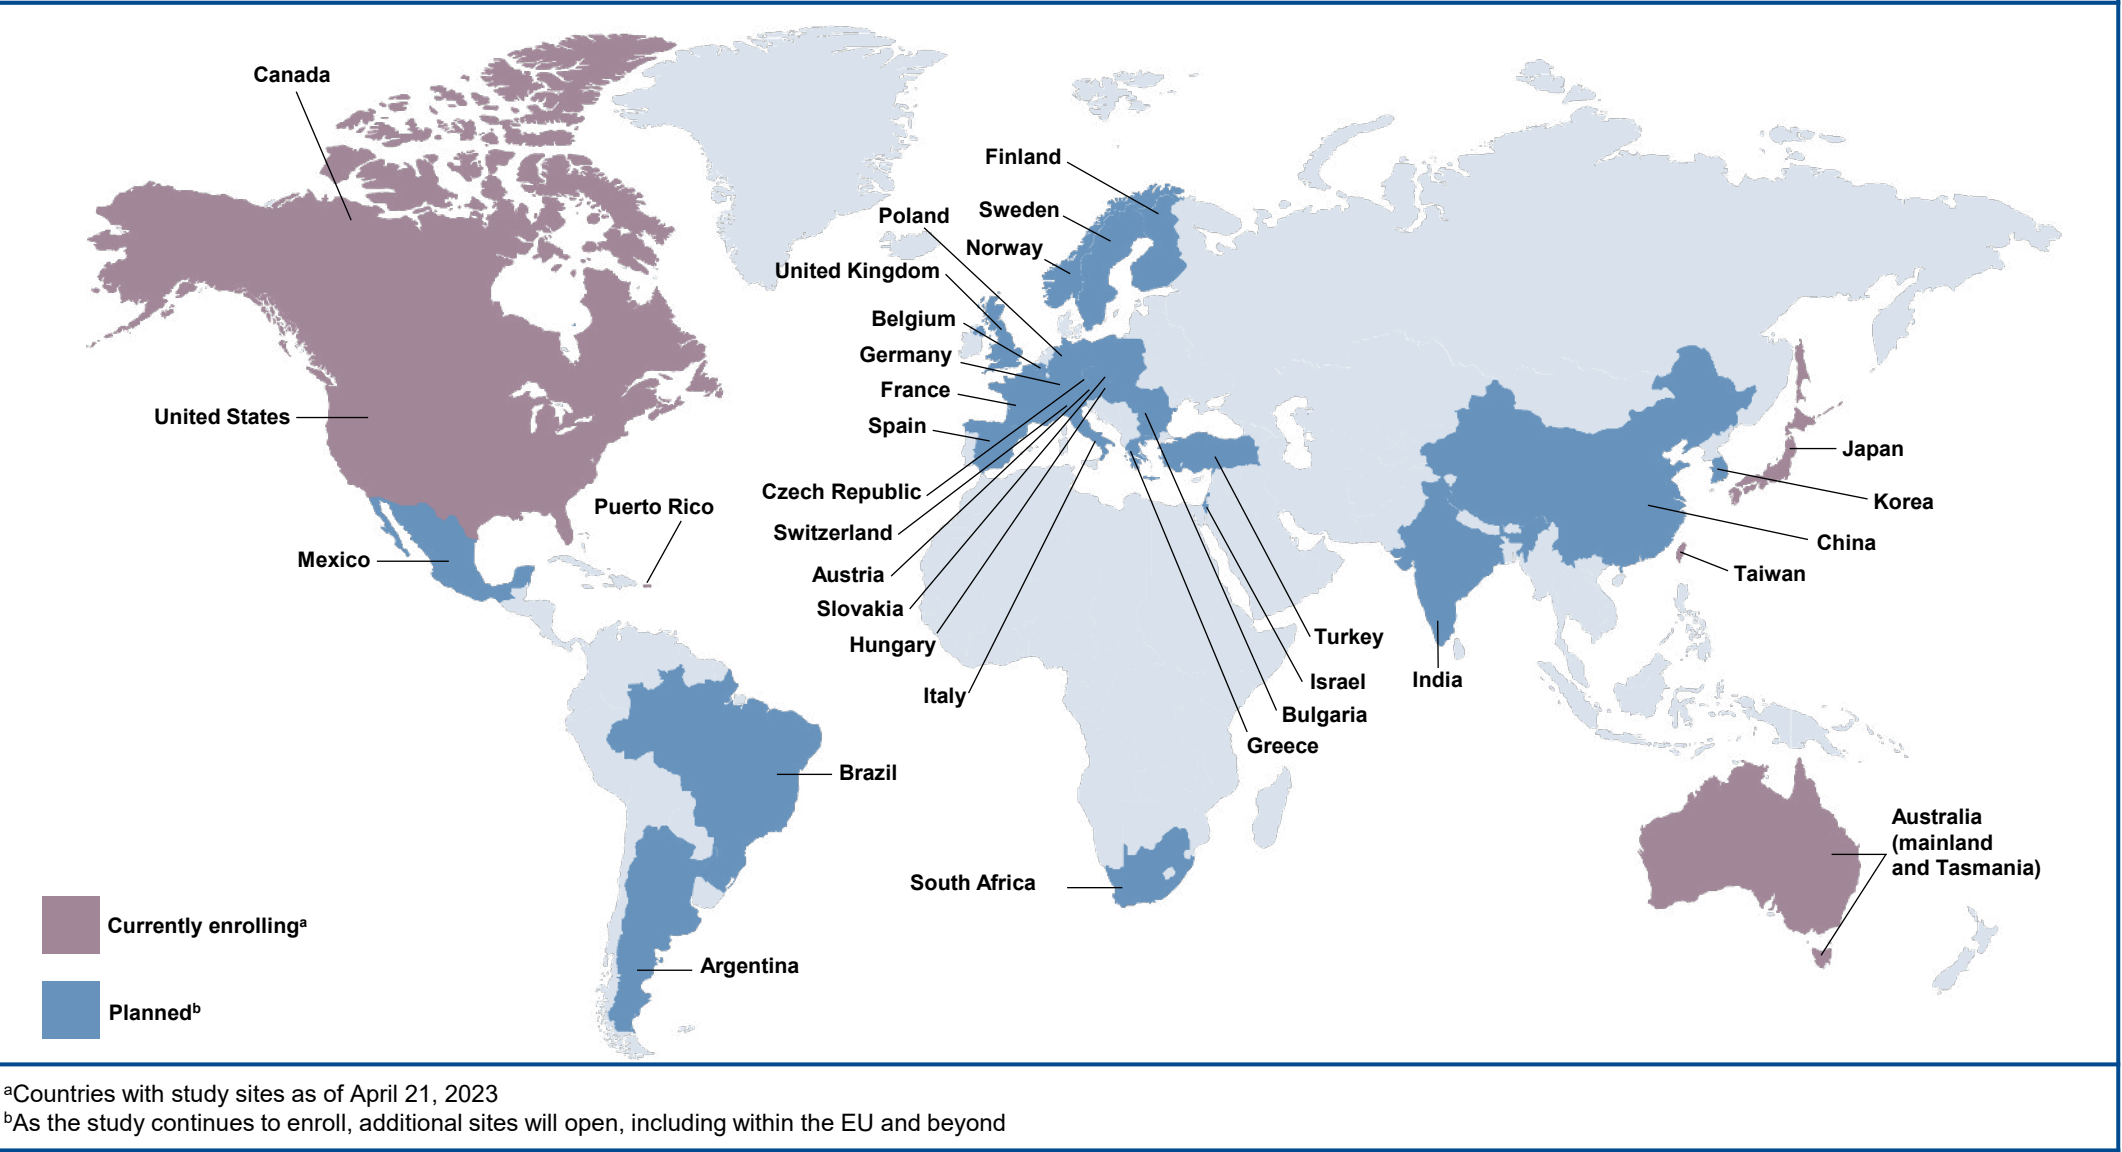 Canada
Finland
Sweden
Poland
Norway
United Kingdom
Belgium
Germany
France
Spain
United States
Japan
Czech Republic
Korea
Puerto Rico
Switzerland
China
Mexico
Taiwan
Austria
Slovakia
Turkey
Hungary
India
Israel
Italy
Bulgaria
Greece
Brazil
Australia
(mainland
and Tasmania)
South Africa
Currently enrollingᵃ
Argentina
Plannedᵇ
ᵃCountries with study sites as of April 21, 2023
ᵇAs the study continues to enroll, additional sites will open, including within the EU and beyond